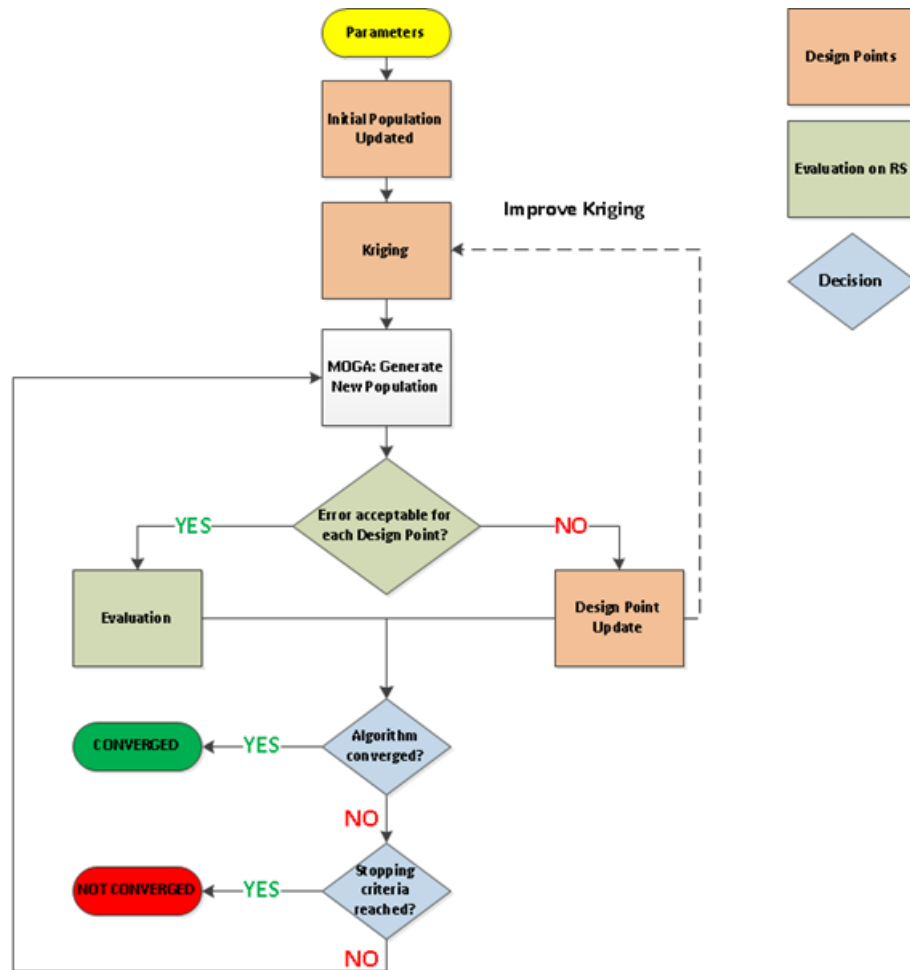 Parameters
Design Points
Initial Population
Updated
Evaluation on RS
Improve Kriging
Kriging
Decision
MOGA: Generate
New Population
Error acceptable for
each Design Point?
YES
NO
Evaluation
Design Point
Update
CONVERGED
YES
Algorithm
converged?
NO
NOT CONVERGED
YES
Stopping
criteria
reached?
NO